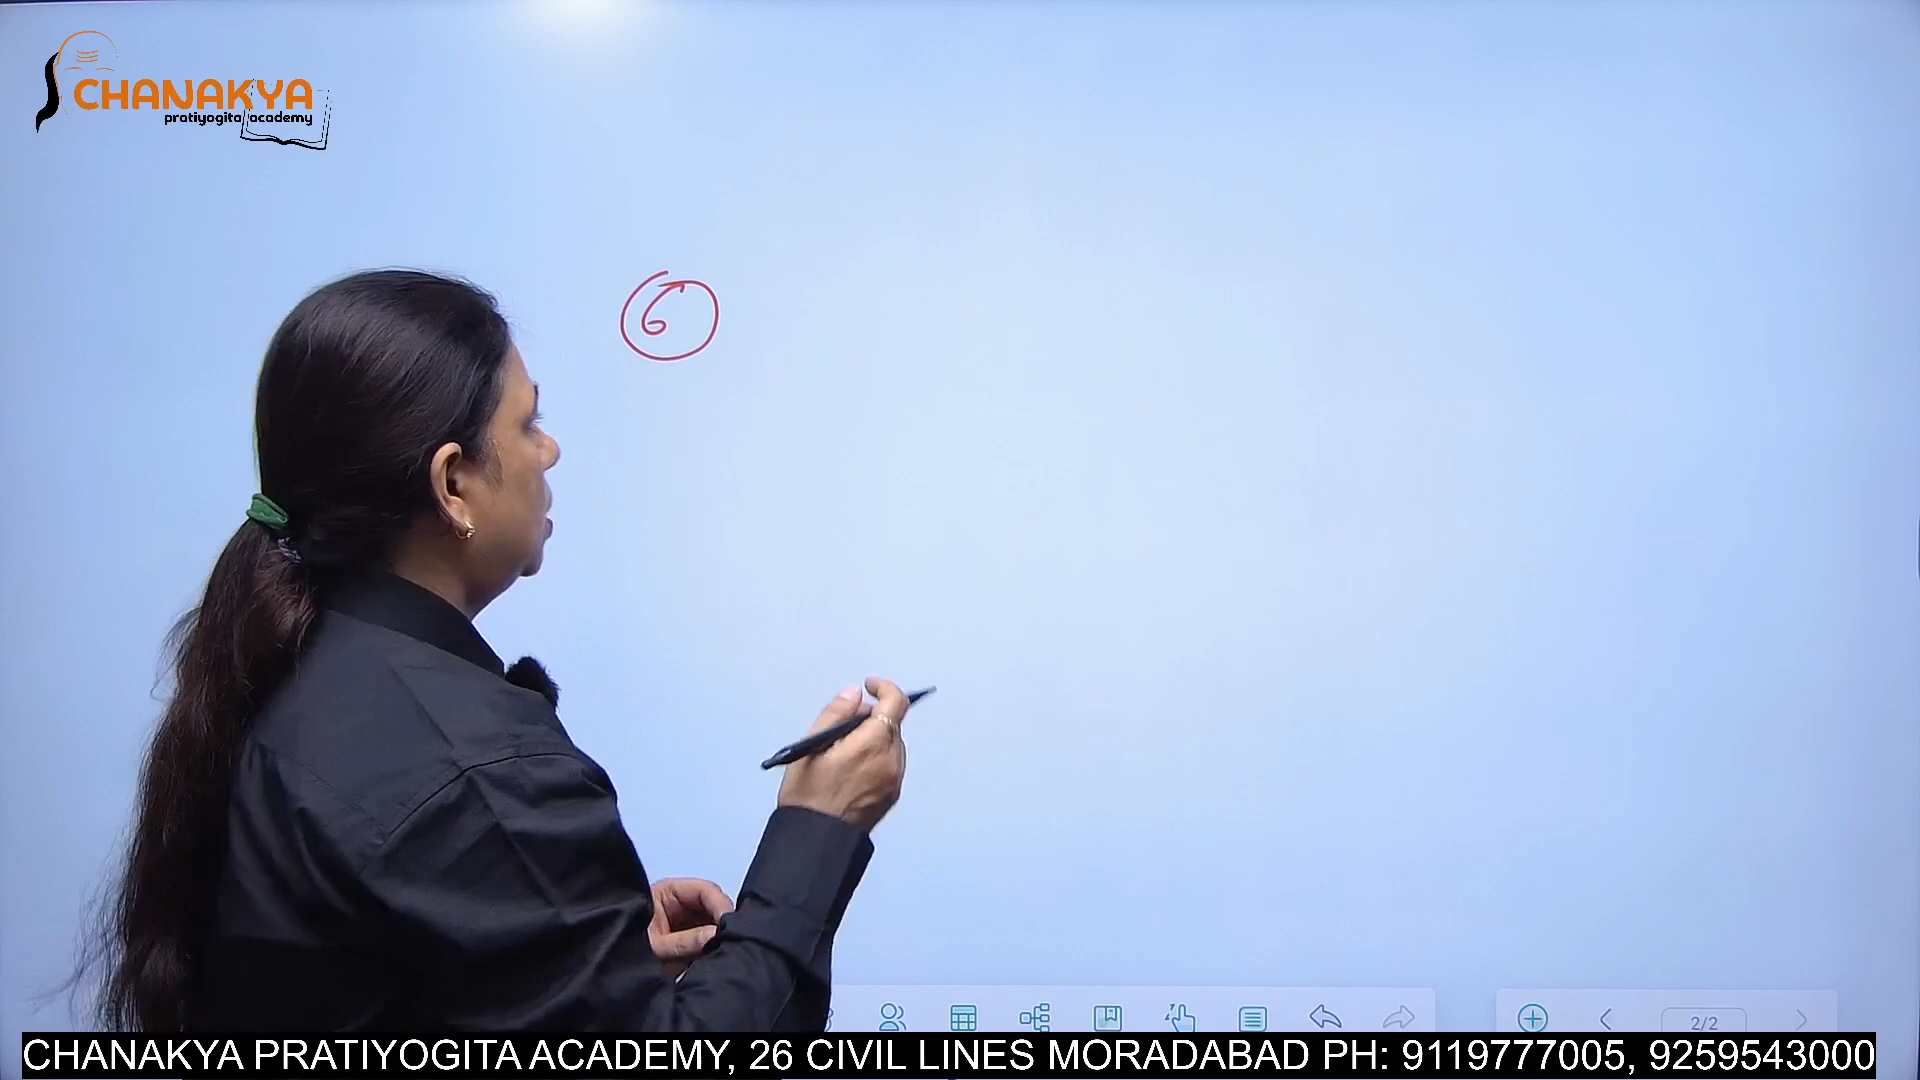 CHANAKYA
pratiyogita academy
6
2/2
CHANAKYA PRATIYOGITA ACADEMY, 26 CIVIL LINES MORADABAD PH: 9119777005, 9259543000